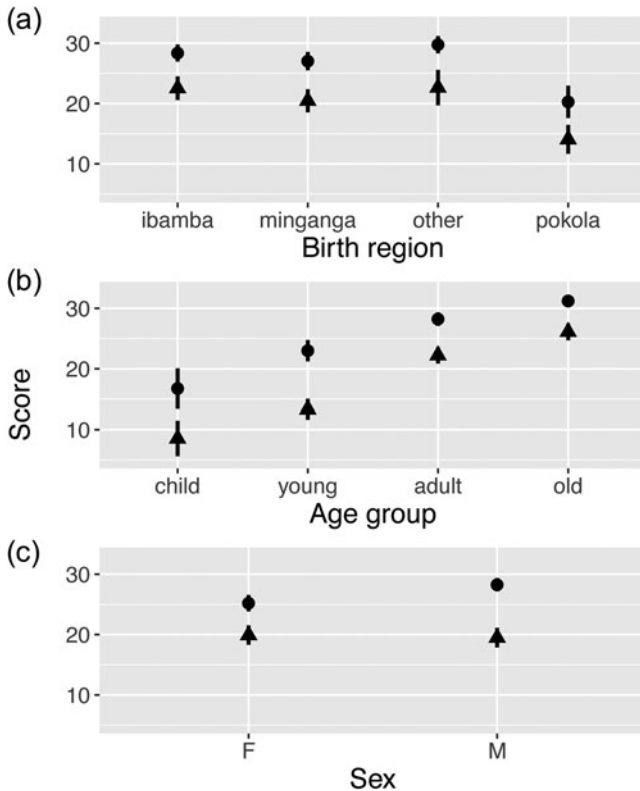 (a)
30
20
10
ibamba minganga other pokola
Birth region
(b)
30
20
10
child young adult old
Age group
Score
(c)
30
20
10
F M
Sex